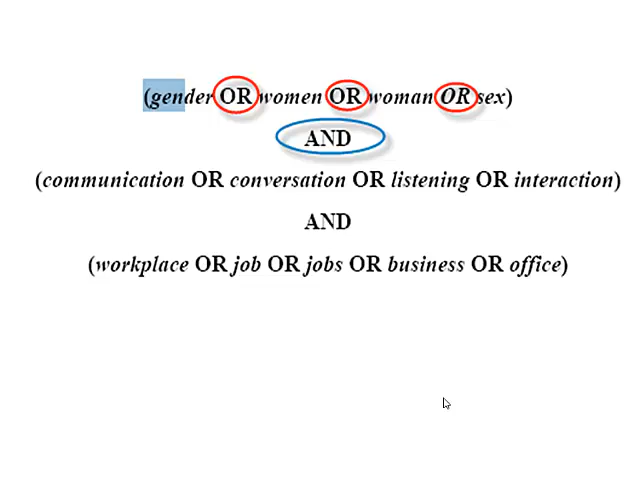 (gender OR women OR woman OR sex)
AND
(communication OR conversation OR listening OR interaction)
AND
(workplace OR job OR jobs OR business OR office)